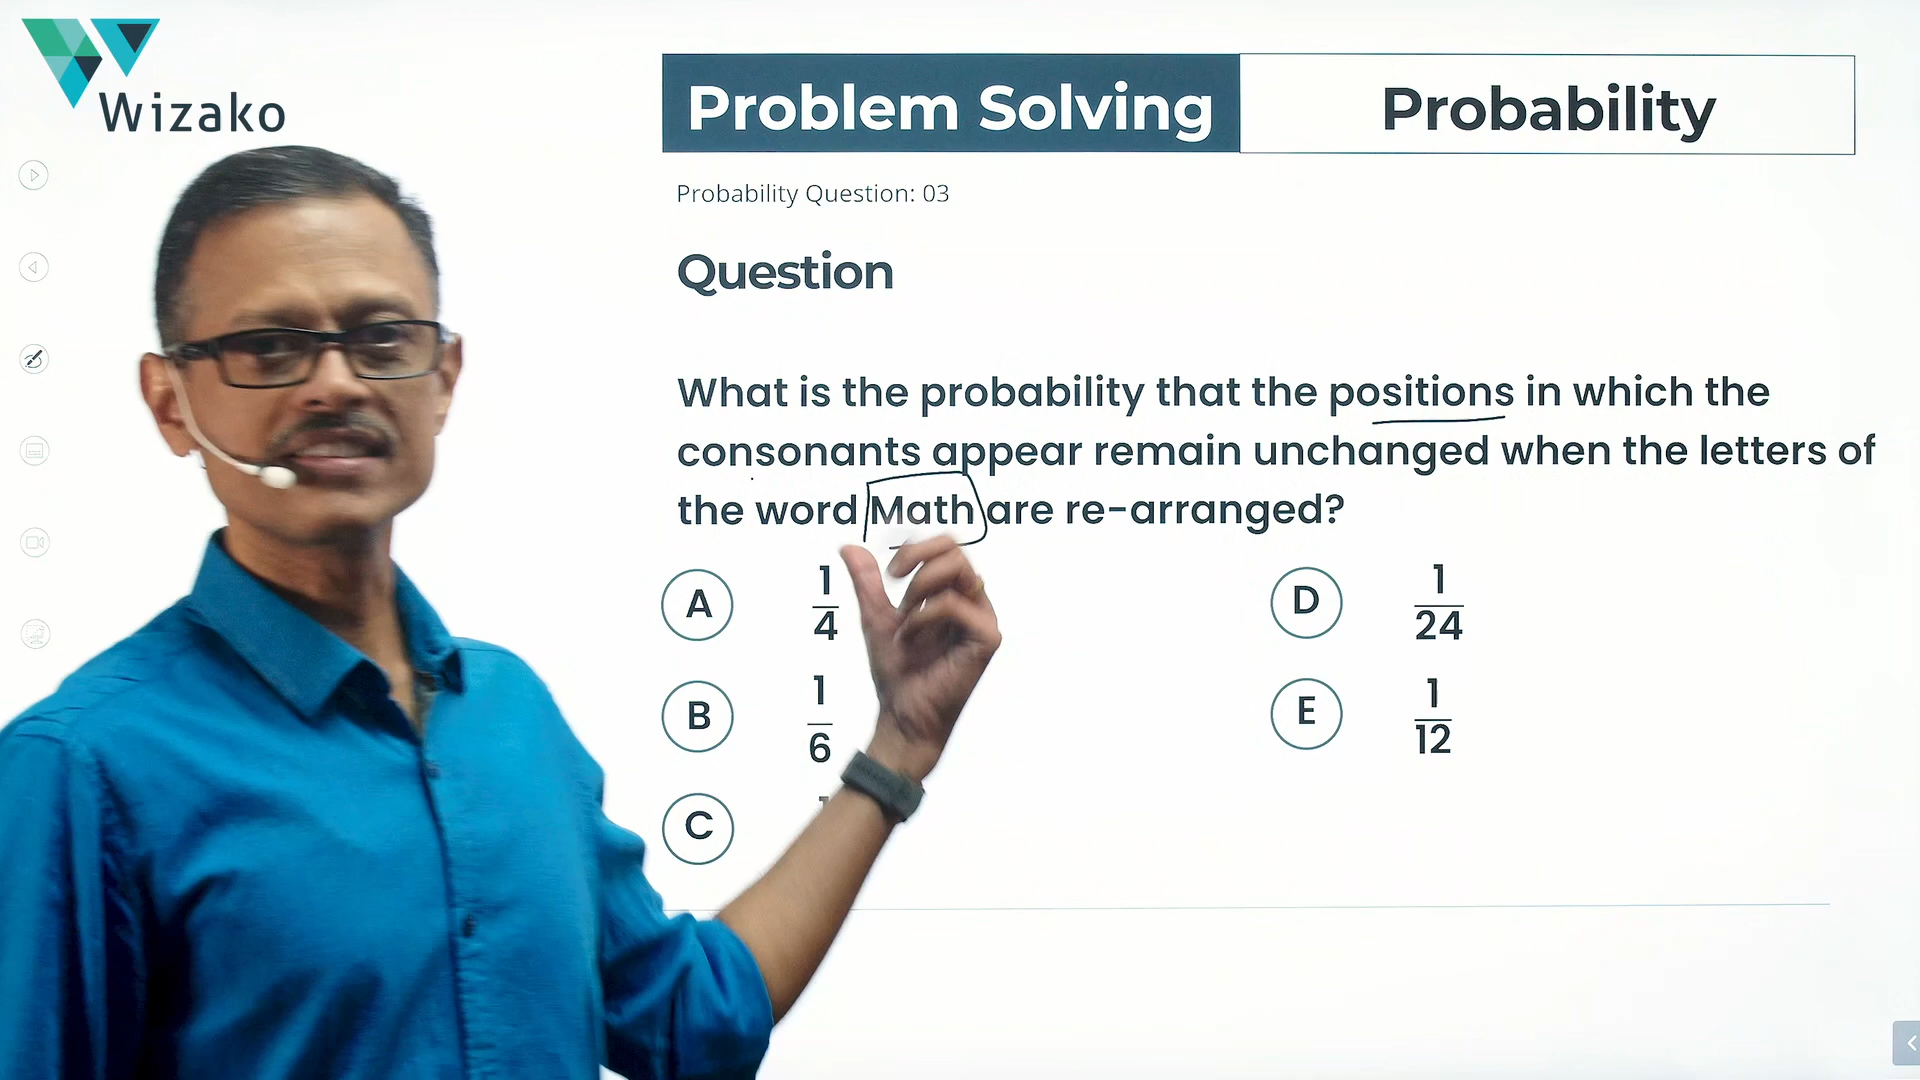 Wizako
Problem Solving
Probability
Probability Question: 03
Question
What is the probability that the positions in which the
consonants appear remain unchanged when the letters of
the word Math are re-arranged?
A 1/4
D 1/24
B 1/6
E 1/12
C